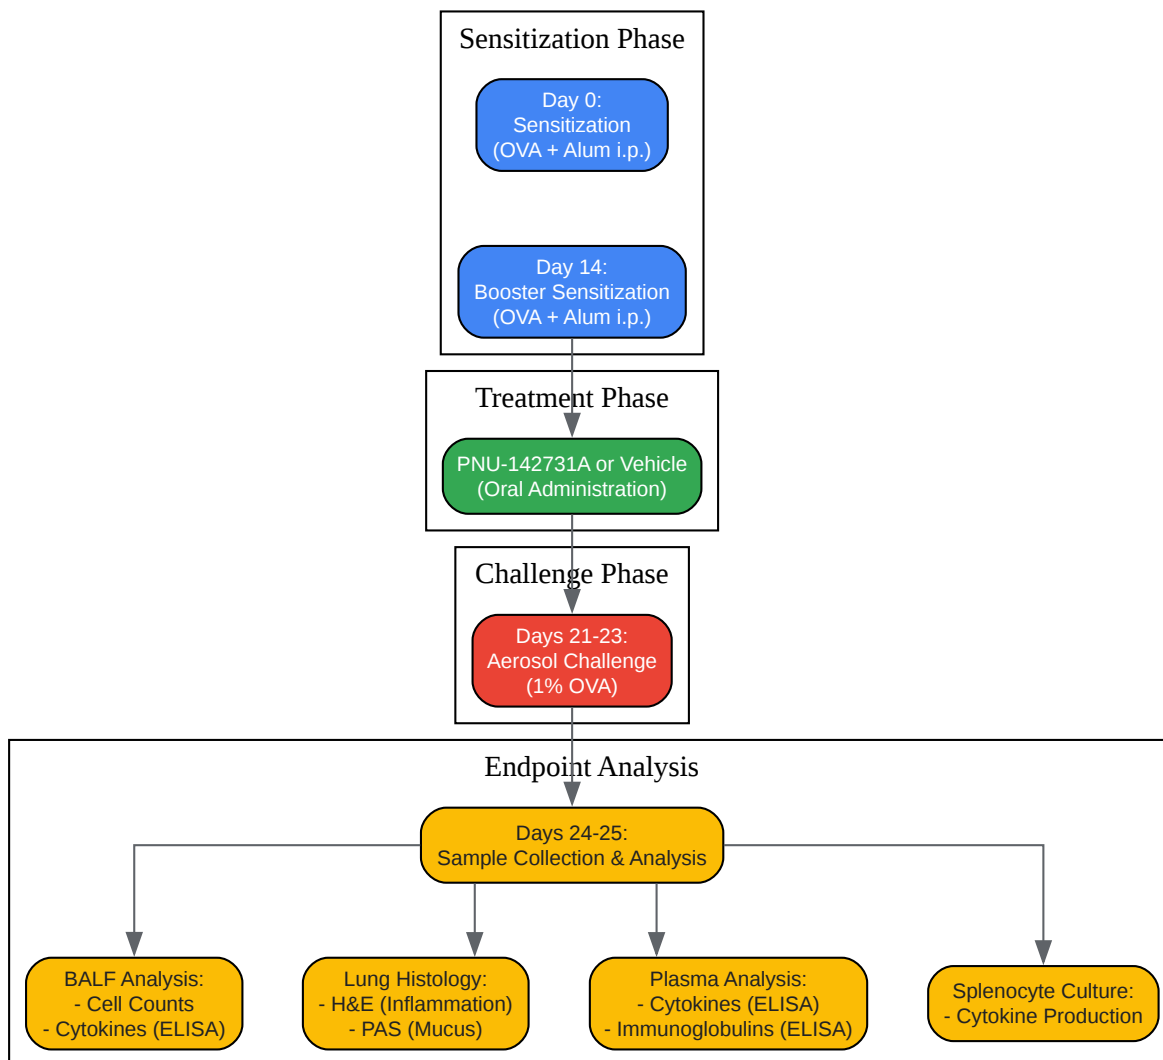 Sensitization Phase
Day 0:
Sensitization
(OVA + Alum i.p.)
Day 14:
Booster Sensitization
(OVA + Alum i.p.)
Treatment Phase
PNU-142731A or Vehicle
(Oral Administration)
Challenge Phase
Days 21-23:
Aerosol Challenge
(1% OVA)
Endpoint Analysis
Days 24-25:
Sample Collection & Analysis
BALF Analysis:
- Cell Counts
- Cytokines (ELISA)
Lung Histology:
- H&E (Inflammation)
- PAS (Mucus)
Plasma Analysis:
- Cytokines (ELISA)
- Immunoglobulins (ELISA)
Splenocyte Culture:
- Cytokine Production